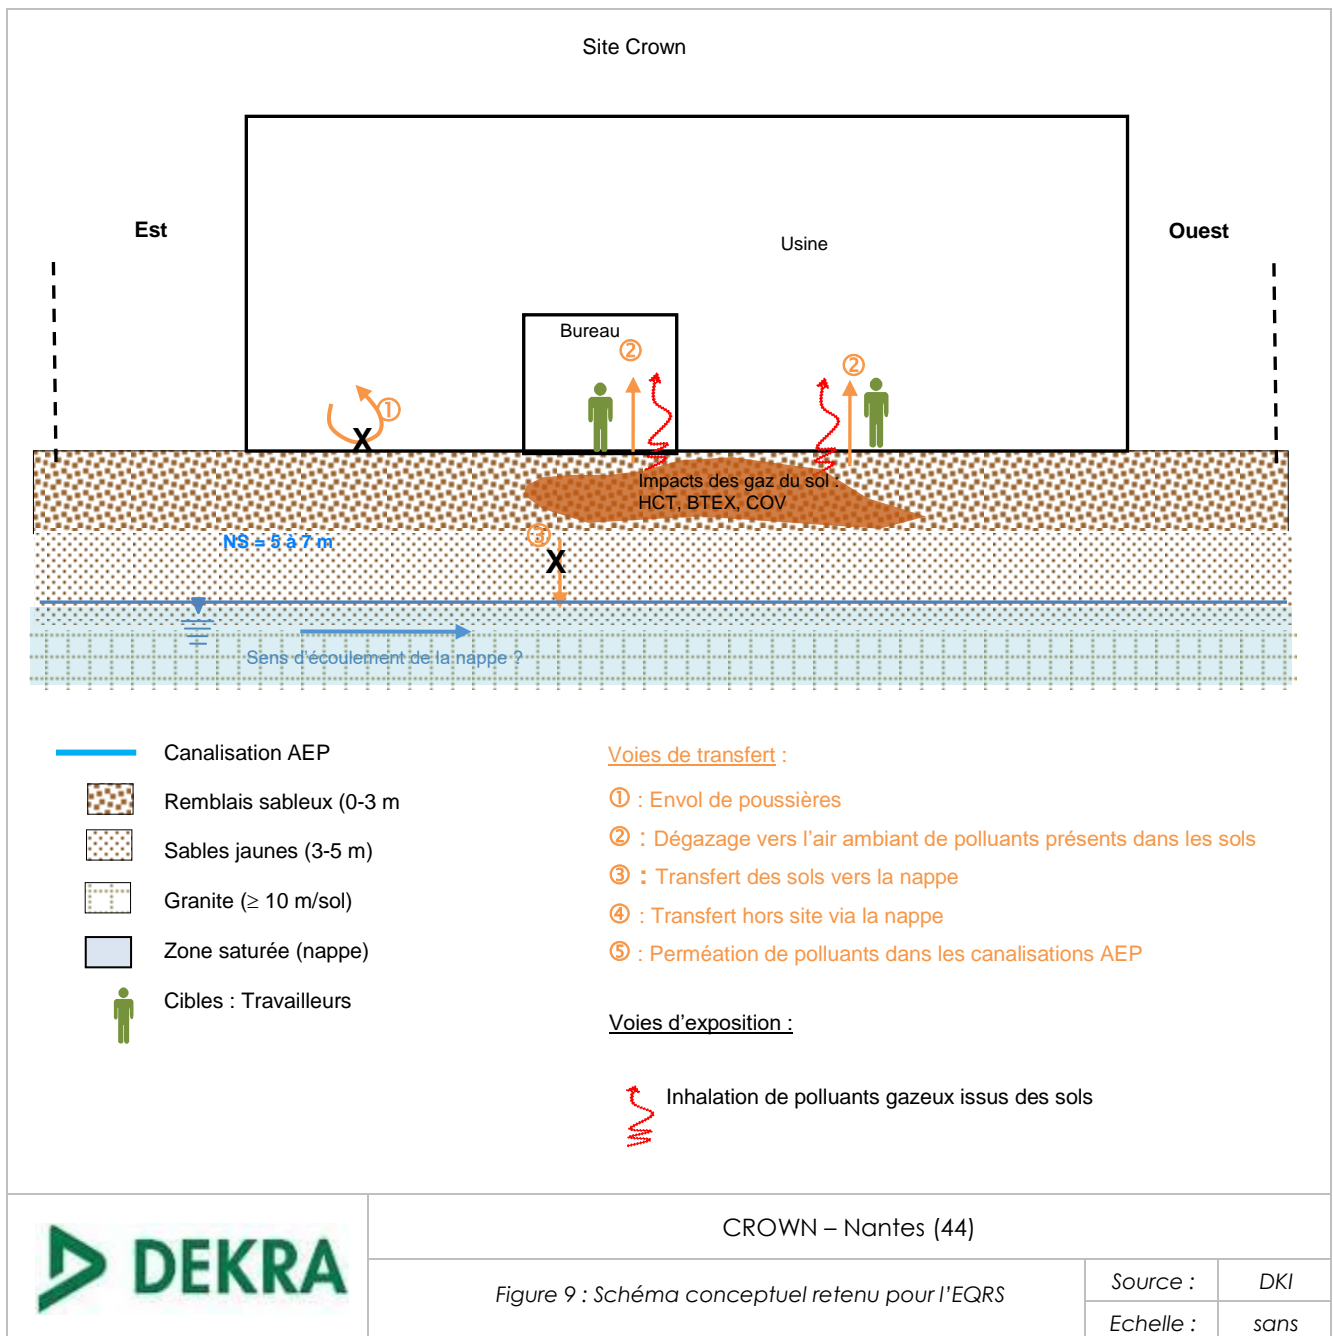 Site Crown
Est
Ouest
Usine
Bureau
②
②
①
X
Impacts des gaz du sol :
HCT, BTEX, COV
③
NS = 5 à 7 m
X
Sens d'écoulement de la nappe ?
Canalisation AEP
Remblais sableux (0-3 m
Sables jaunes (3-5 m)
Granite (≥ 10 m/sol)
Zone saturée (nappe)
Cibles : Travailleurs
Voies de transfert :
① : Envol de poussières
② : Dégazage vers l'air ambiant de polluants présents dans les sols
③ : Transfert des sols vers la nappe
④ : Transfert hors site via la nappe
⑤ : Perméation de polluants dans les canalisations AEP
Voies d'exposition :
Inhalation de polluants gazeux issus des sols
DEKRA
CROWN – Nantes (44)
Figure 9 : Schéma conceptuel retenu pour l'EQRS
Source : DKI
Echelle : sans